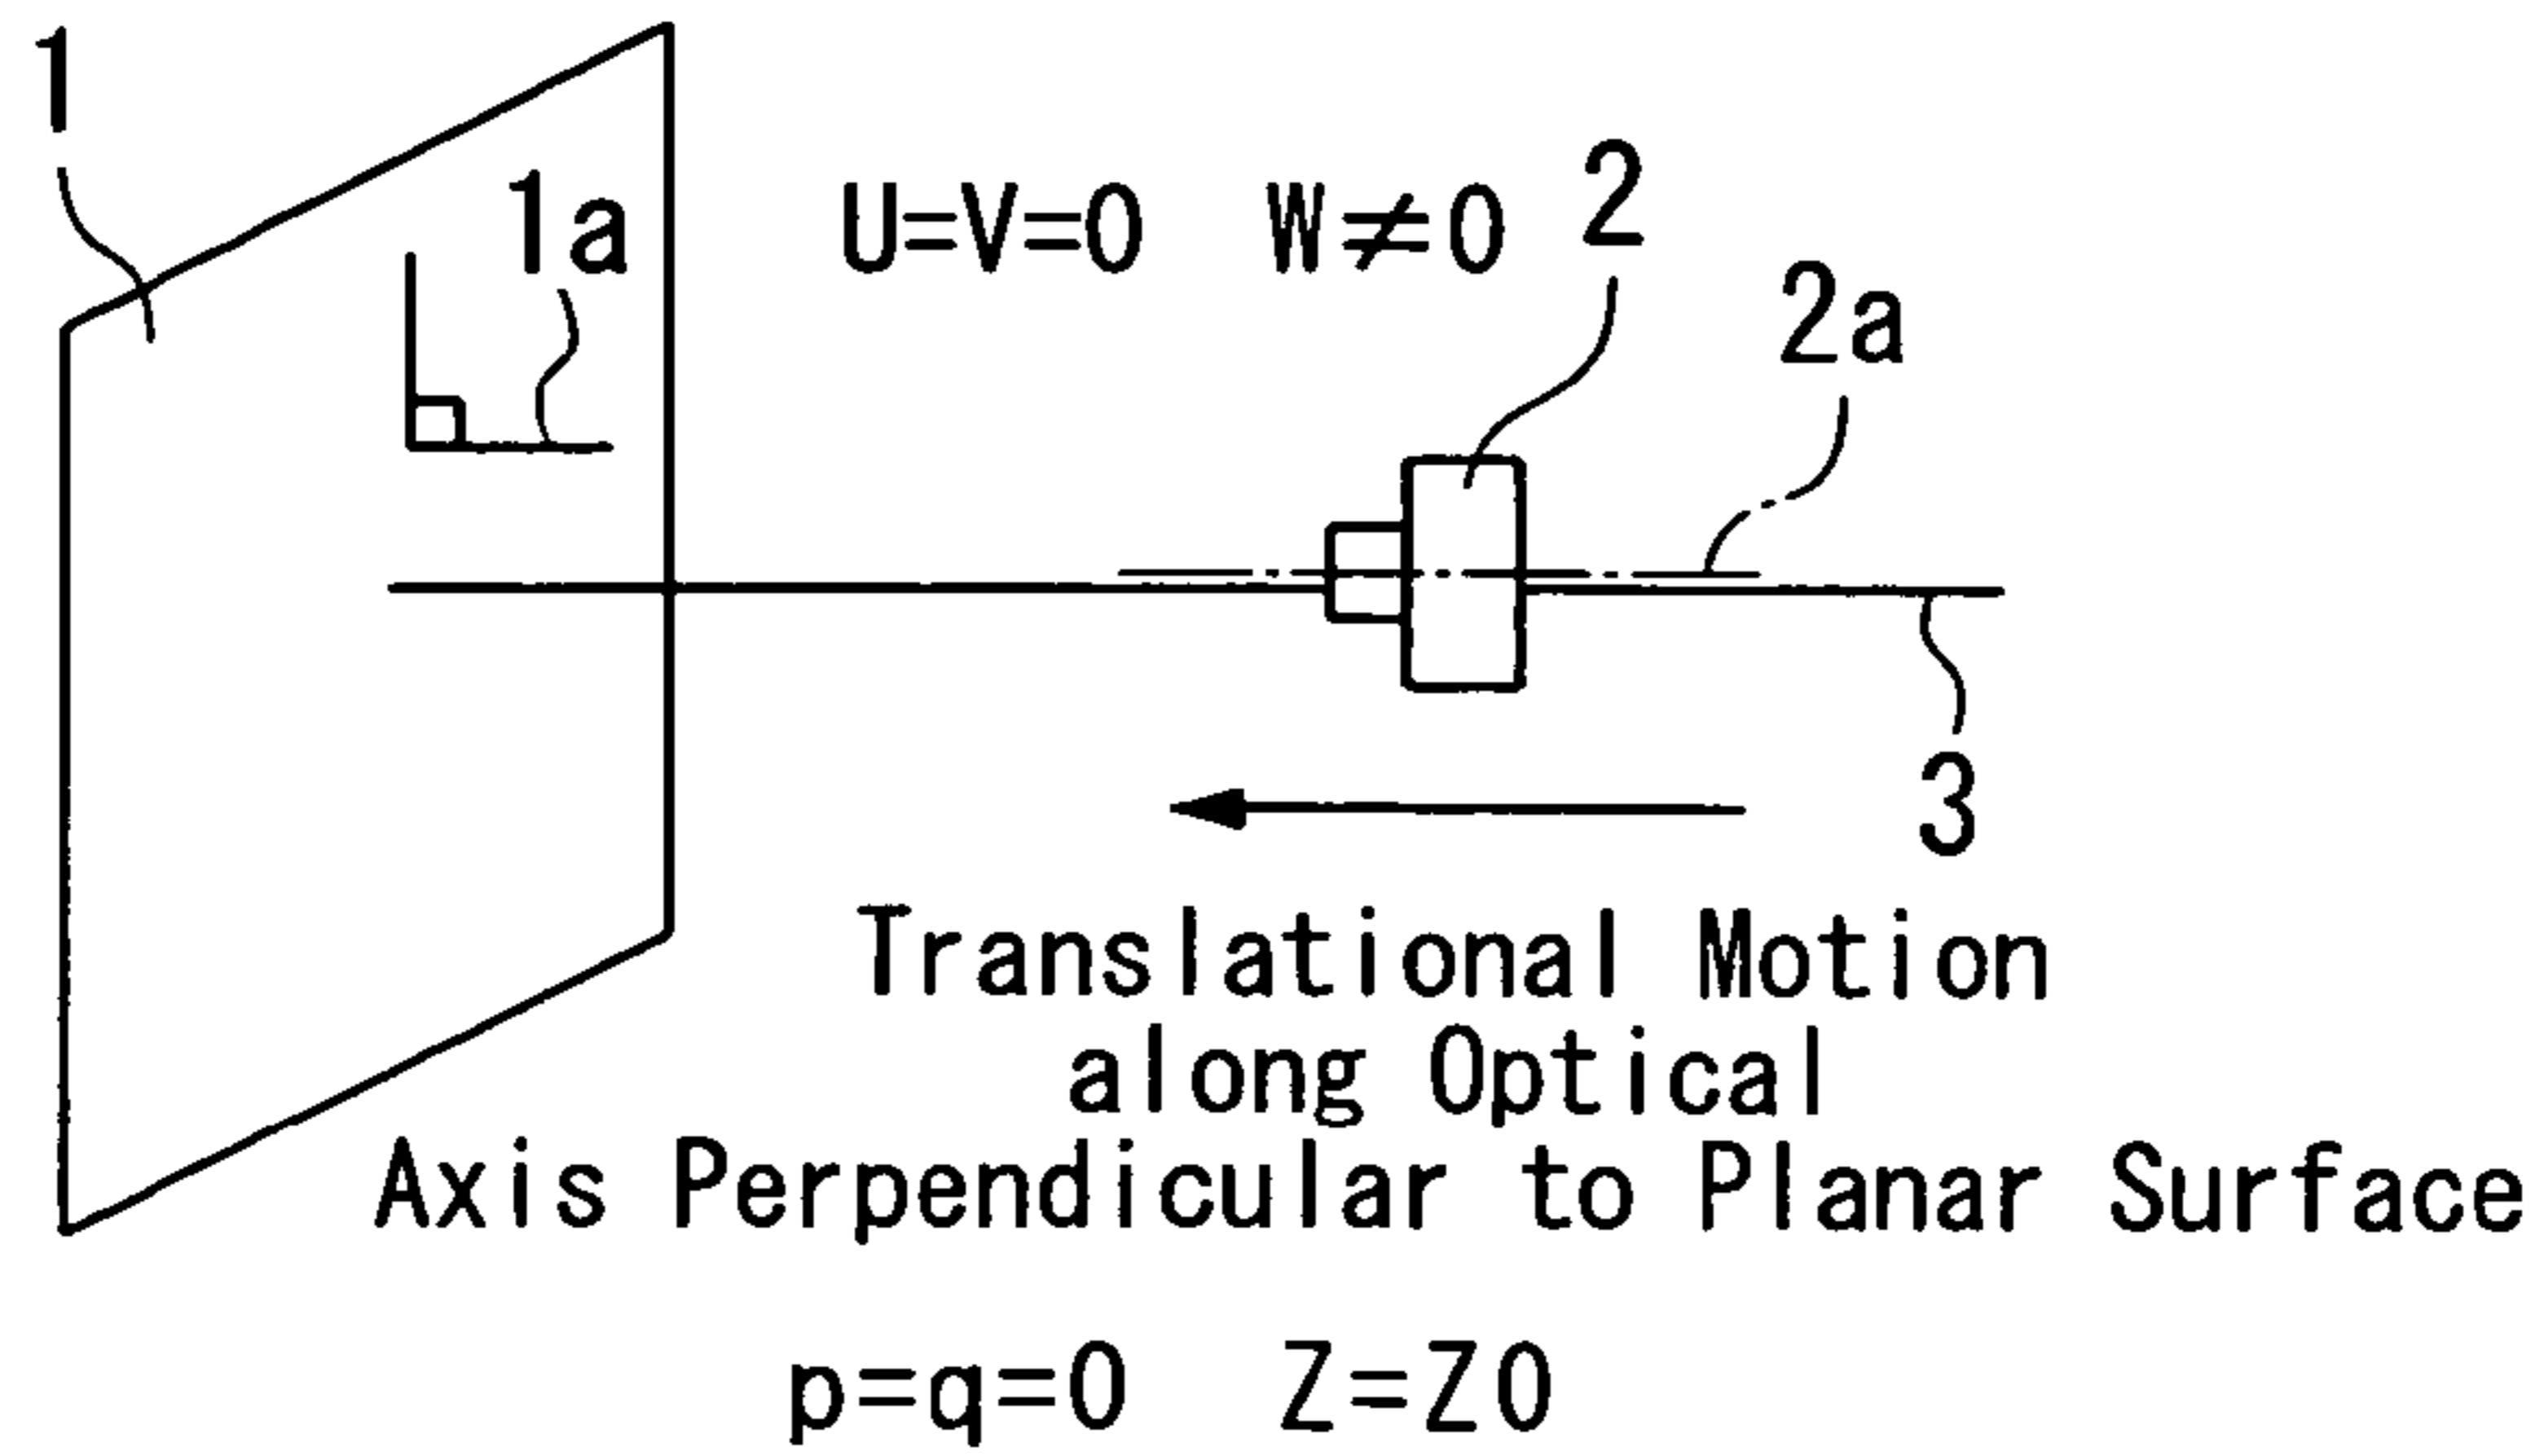 1
1a
U=V=0 W≠0
2
2a
3
Translational Motion
along Optical
Axis Perpendicular to Planar Surface
p=q=0 Z=Z0